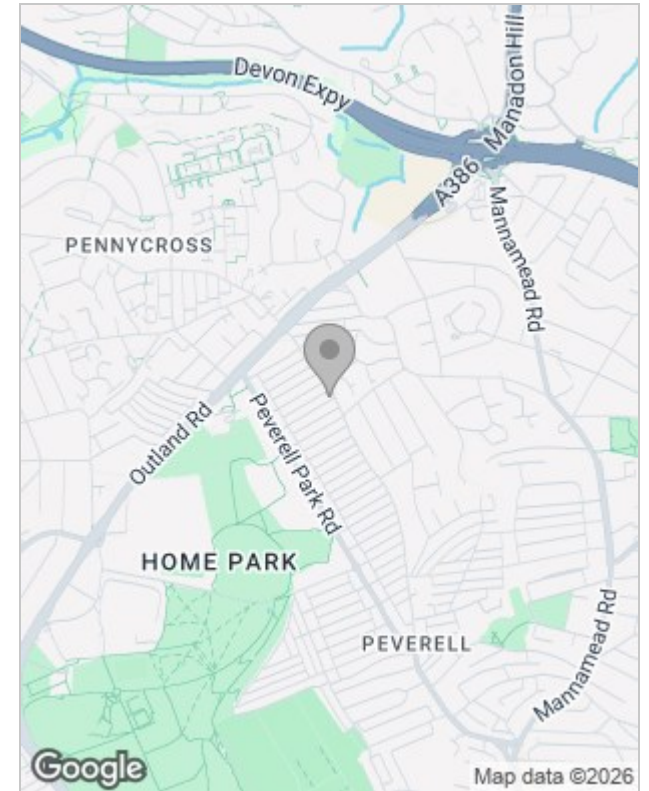 Devon Expy
Manadon Hill
A386
Mannamead Rd
PENNYCROSS
Outland Rd
Peverell Park Rd
HOME PARK
PEVERELL
Mannamead Rd
Google
Map data ©2026